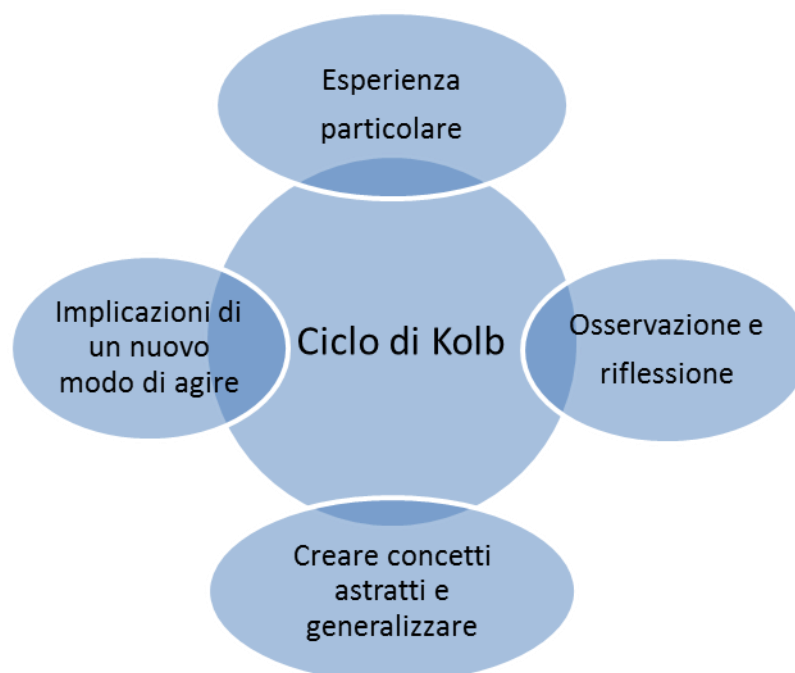 Esperienza
particolare
Implicazioni di
un nuovo
modo di agire
Ciclo di Kolb
Osservazione e
riflessione
Creare concetti
astratti e
generalizzare